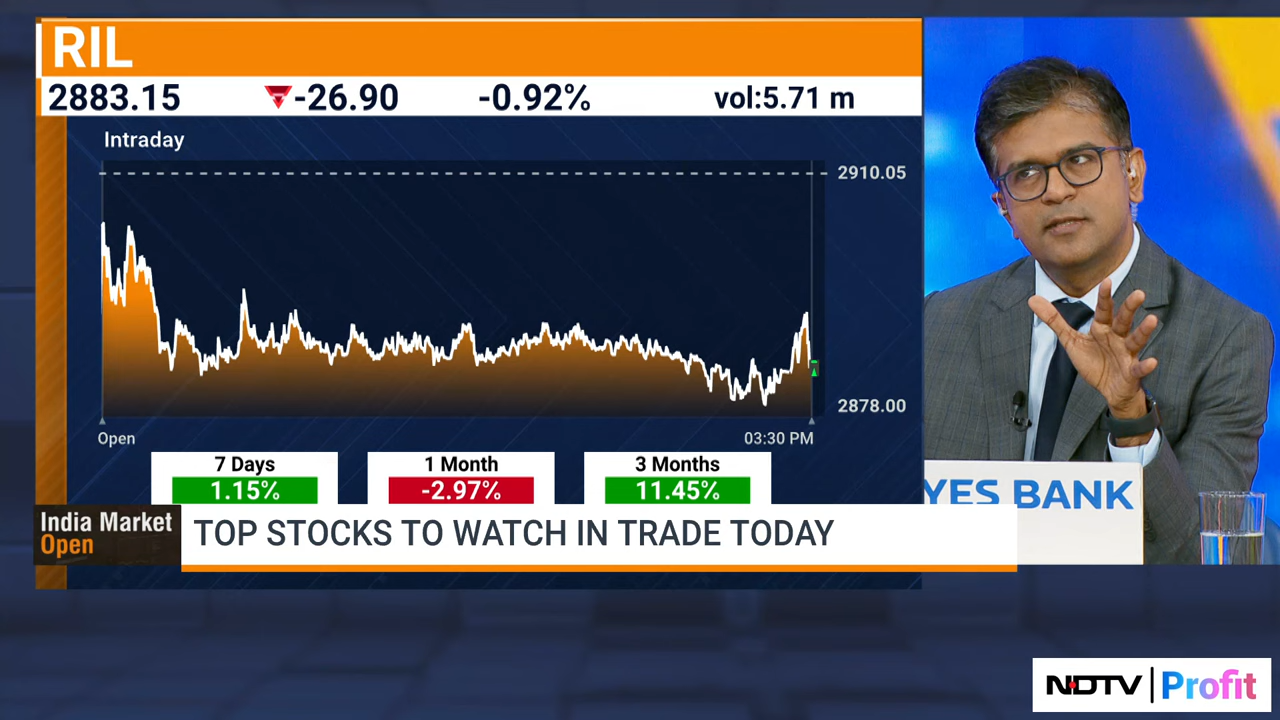 RIL
2883.15 -26.90 -0.92% vol:5.71 m
Intraday
2910.05
2878.00
Open 03:30 PM
7 Days 1 Month 3 Months
1.15% -2.97% 11.45%
India Market
Open
TOP STOCKS TO WATCH IN TRADE TODAY
YES BANK
NDTV | Profit